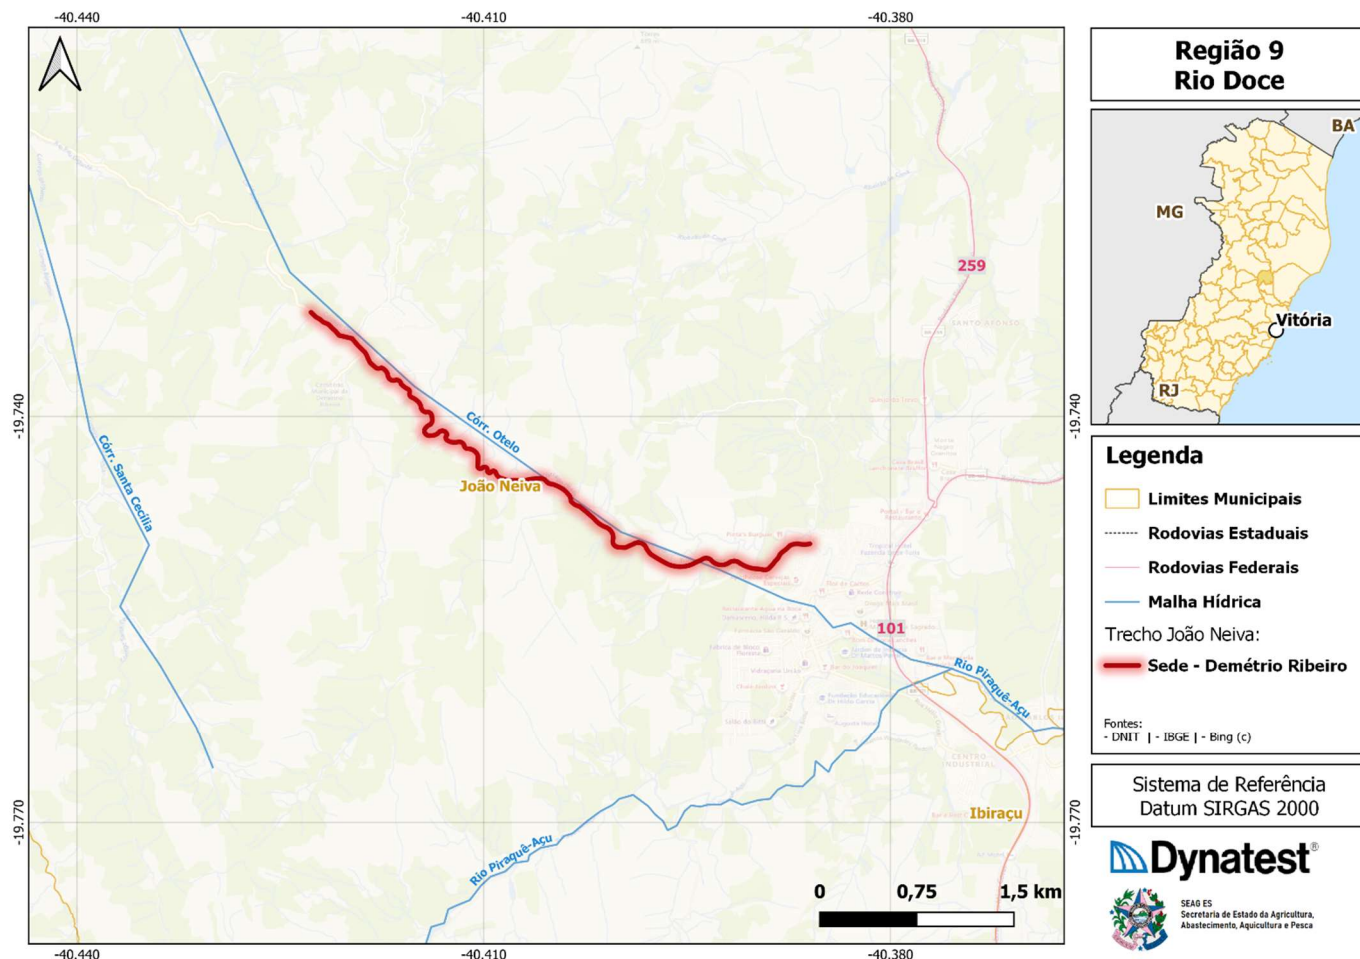 -40.440
-40.410
-40.380
259
SANTO AFONSO
-19.740
-19.740
Córr. Otelo
Córr. Santa Cecília
João Neiva
101
Rio Piraquê-Açu
CENTRO
INDUSTRIAL
Ibiraçu
-19.770
-19.770
Rio Piraquê-Açu
0 0,75 1,5 km
-40.440
-40.410
-40.380
Região 9
Rio Doce
BA
MG
Vitória
RJ
Legenda
Limites Municipais
Rodovias Estaduais
Rodovias Federais
Malha Hídrica
Trecho João Neiva:
Sede - Demétrio Ribeiro
Fontes:
- DNIT | - IBGE | - Bing (c)
Sistema de Referência
Datum SIRGAS 2000
Dynatest®
SEAG ES
Secretaria de Estado da Agricultura,
Abastecimento, Aquicultura e Pesca